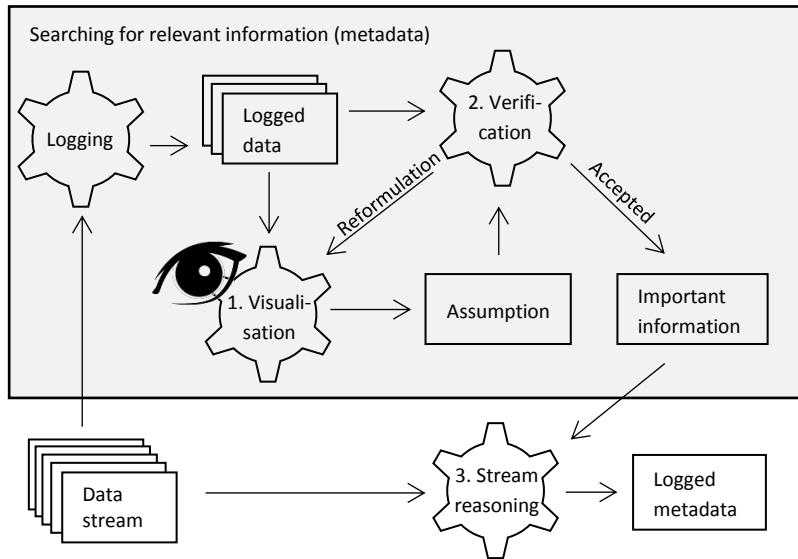 Searching for relevant information (metadata)
Logging
Logged
data
2. Verifi-
cation
Reformulation
Accepted
1. Visuali-
sation
Assumption
Important
information
Data
stream
3. Stream
reasoning
Logged
metadata